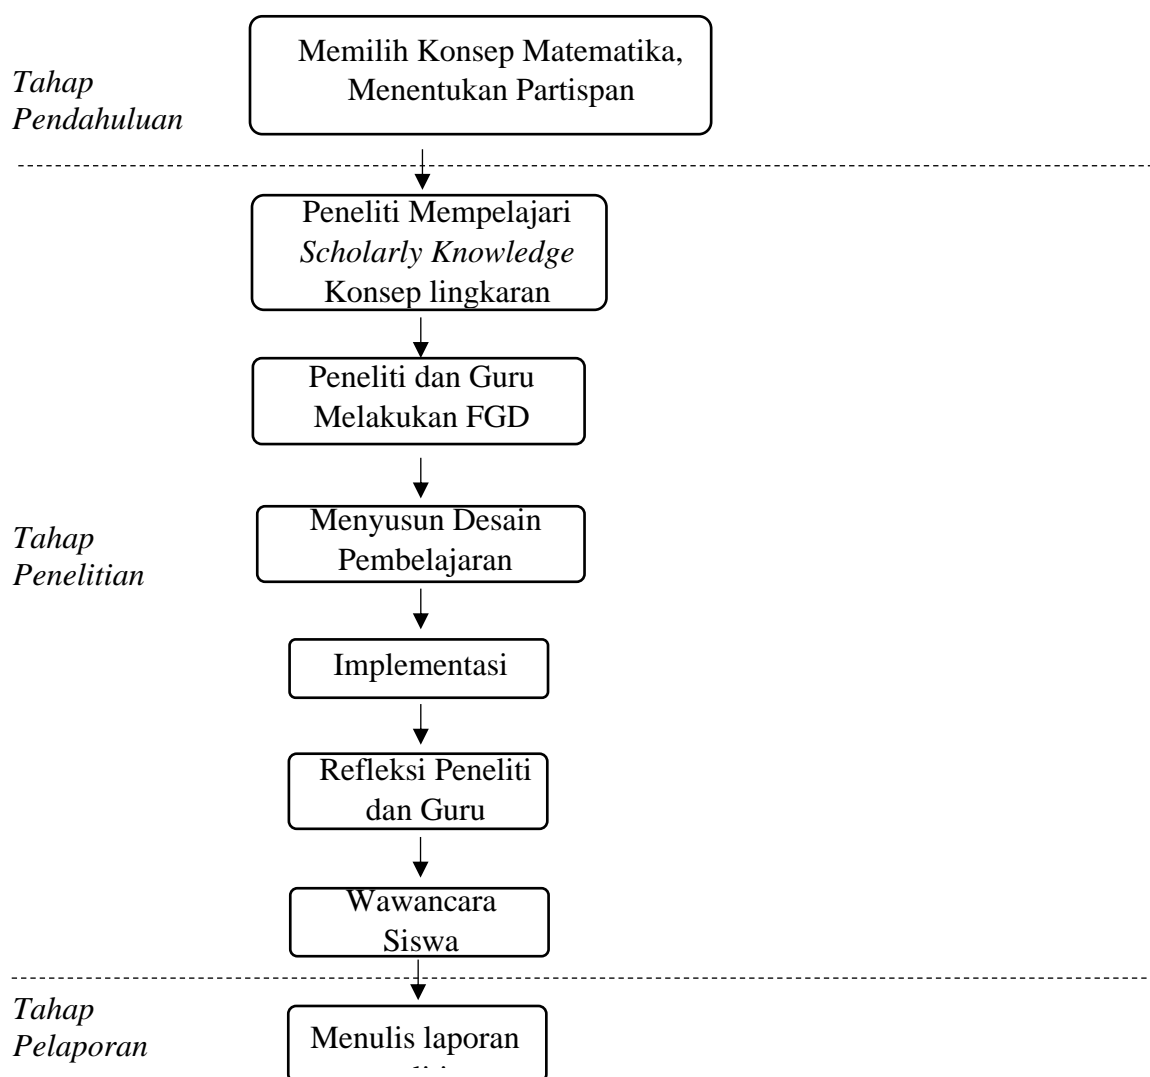 Memilih Konsep Matematika,
Menentukan Partispan
Tahap
Pendahuluan
Peneliti Mempelajari
Scholarly Knowledge
Konsep lingkaran
Peneliti dan Guru
Melakukan FGD
Menyusun Desain
Pembelajaran
Tahap
Penelitian
Implementasi
Refleksi Peneliti
dan Guru
Wawancara
Siswa
Tahap
Pelaporan
Menulis laporan